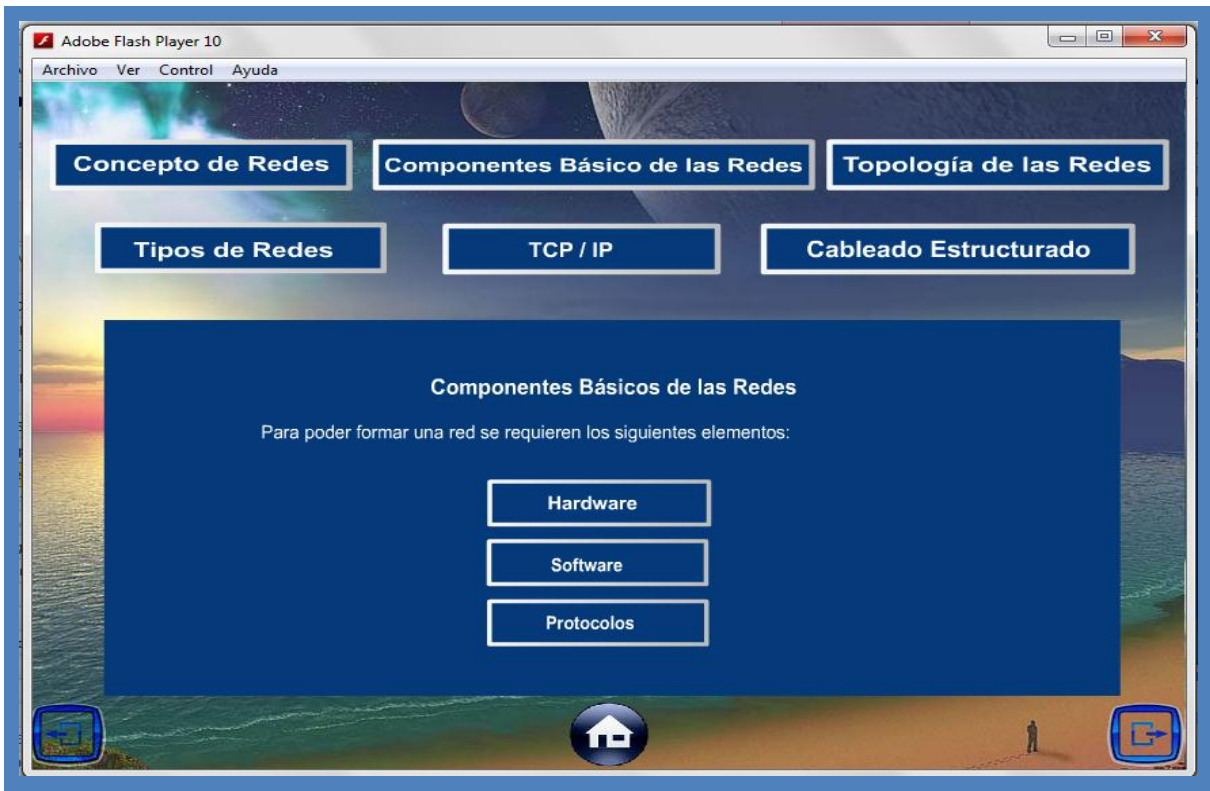 Adobe Flash Player 10
Archivo Ver Control Ayuda
Concepto de Redes
Componentes Básico de las Redes
Topología de las Redes
Tipos de Redes
TCP / IP
Cableado Estructurado
Componentes Básicos de las Redes
Para poder formar una red se requieren los siguientes elementos:
Hardware
Software
Protocolos